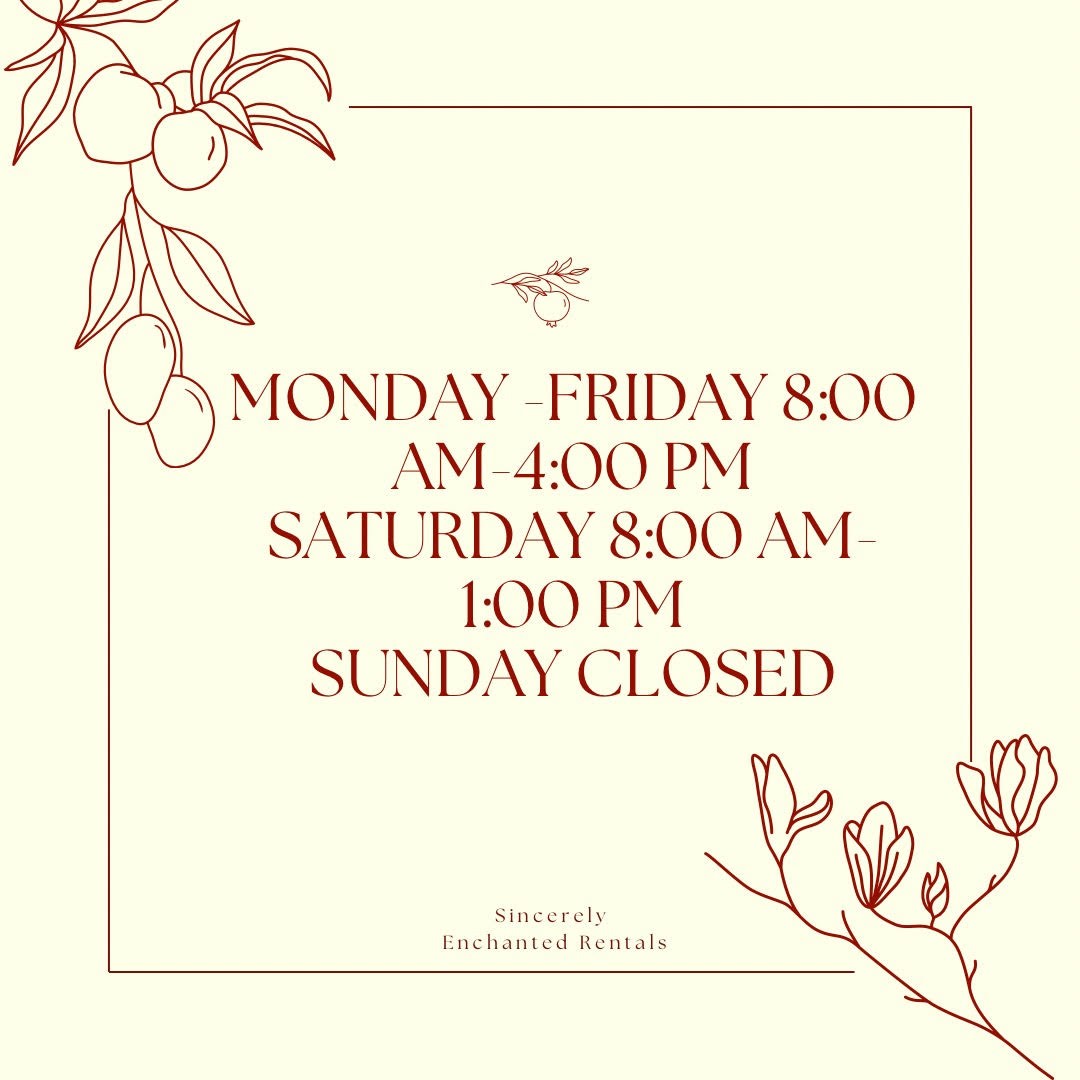 MONDAY -FRIDAY 8:00
AM-4:00 PM
SATURDAY 8:00 AM-
1:00 PM
SUNDAY CLOSED
Sincerely
Enchanted Rentals